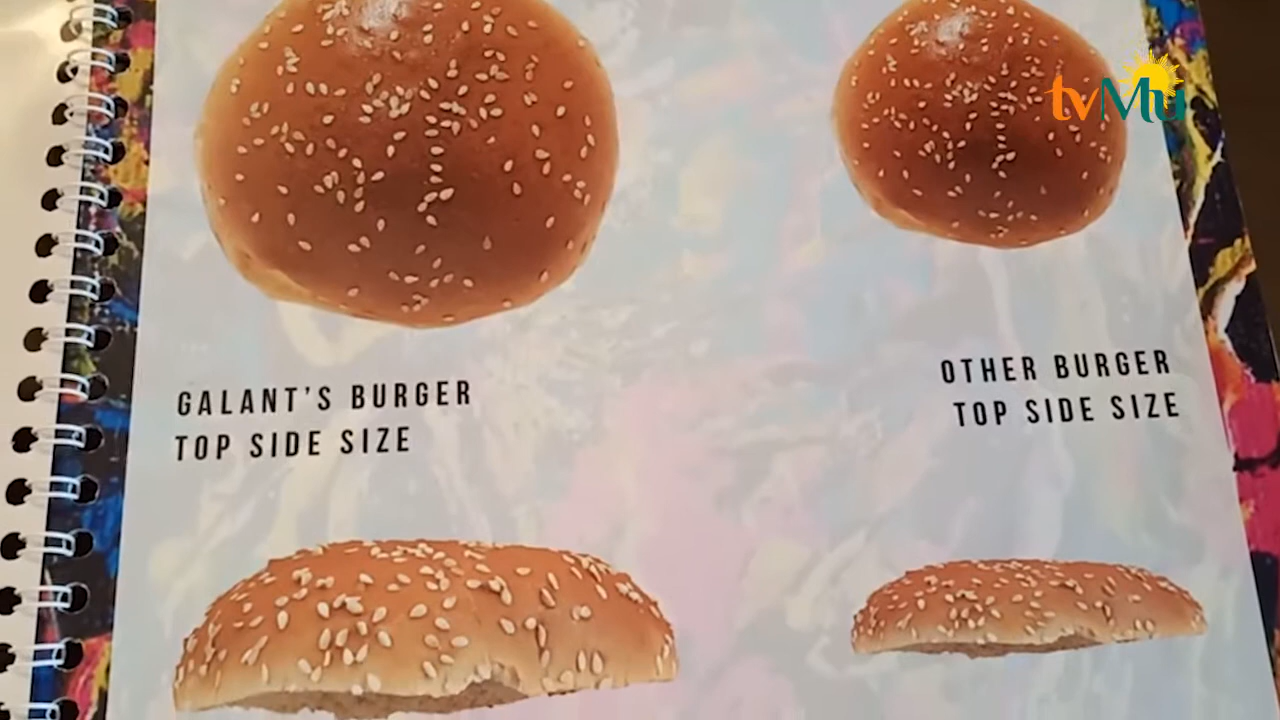 tvMu
GALANT'S BURGER
TOP SIDE SIZE
OTHER BURGER
TOP SIDE SIZE